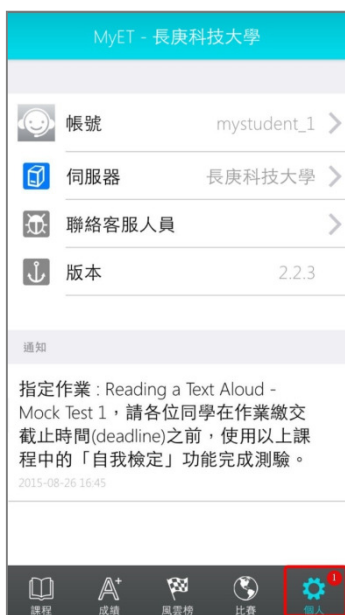 MyET - 長庚科技大學
帳號 mystudent_1
伺服器 長庚科技大學
聯絡客服人員
版本 2.2.3
通知
指定作業 : Reading a Text Aloud -
Mock Test 1，請各位同學在作業繳交
截止時間(deadline)之前，使用以上課
程中的「自我檢定」功能完成測驗。
2015-08-26 16:45
A+
1
課程 成績 風雲榜 比賽 個人